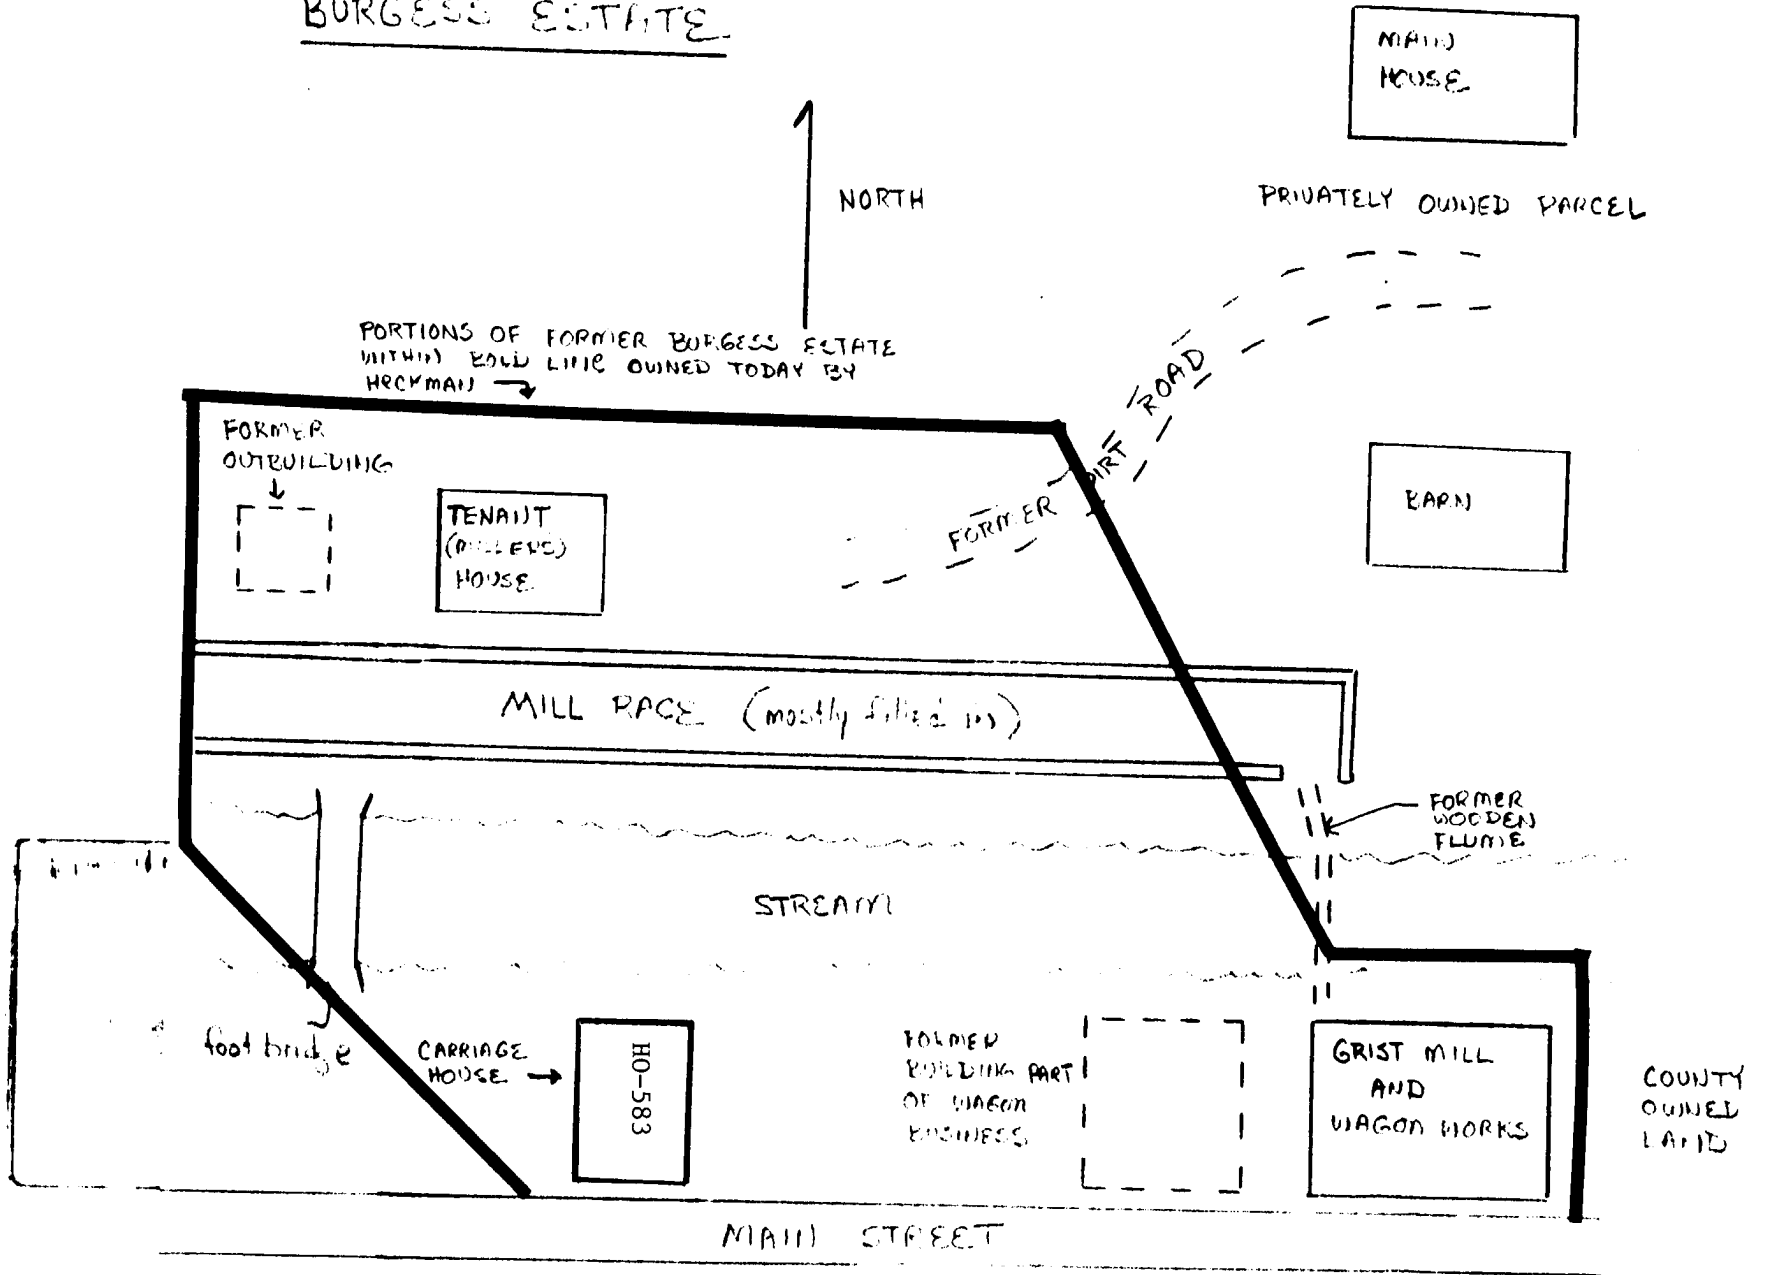 BURGESS ESTATE
MAIN
HOUSE
NORTH
PRIVATELY OWNED PARCEL
PORTIONS OF FORMER BURGESS ESTATE
WITHIN BOLD LINE OWNED TODAY BY
HECKMAN
FORMER DIRT ROAD
FORMER
OUTBUILDING
TENANT
(MILLERS)
HOUSE
BARN
MILL RACE (mostly filled in)
FORMER
WOODEN
FLUME
STREAM
foot bridge
CARRIAGE
HOUSE
HO-583
FORMER
BUILDING PART
OF WAGON
BUSINESS
GRIST MILL
AND
WAGON WORKS
COUNTY
OWNED
LAND
MAIN STREET